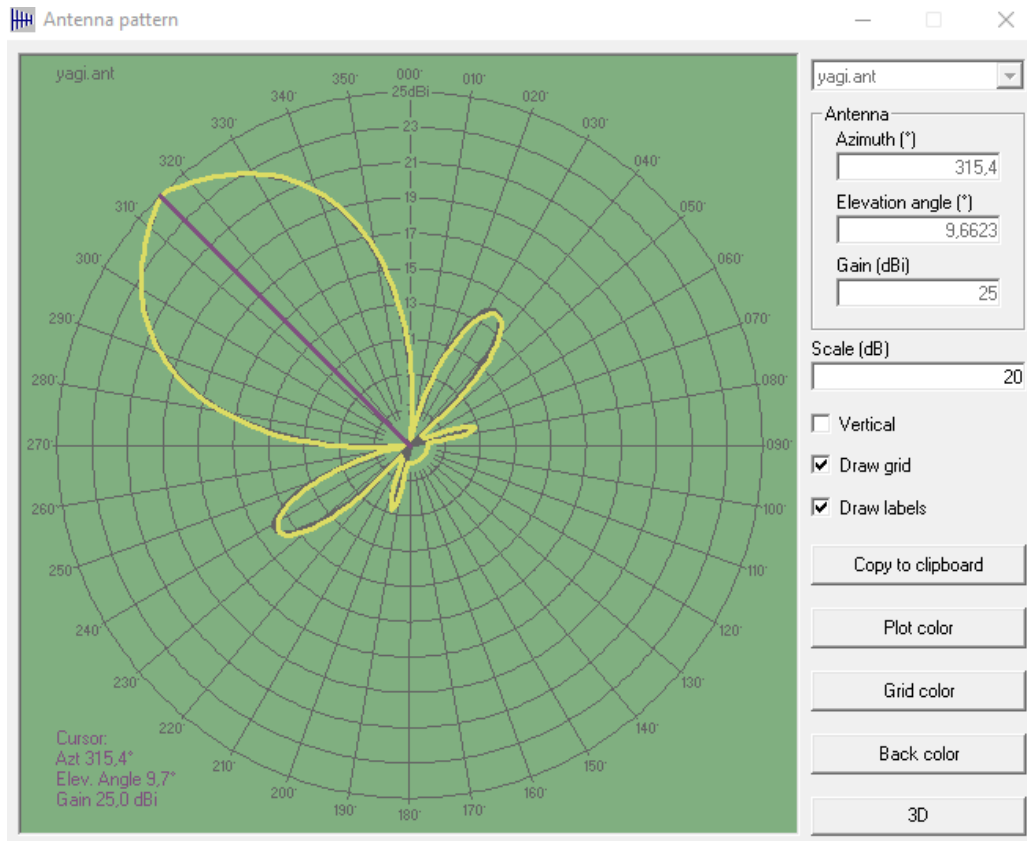 Antenna pattern
yagi.ant
000°
25dBi
23
21
19
17
15
13
010°
020°
030°
040°
050°
060°
070°
080°
090°
100°
110°
120°
130°
140°
150°
160°
170°
180°
190°
200°
210°
220°
230°
240°
250°
260°
270°
280°
290°
300°
310°
320°
330°
340°
350°
Cursor:
Azt 315,4°
Elev. Angle 9,7°
Gain 25,0 dBi
yagi.ant
Antenna
Azimuth (°)
315,4
Elevation angle (°)
9,6623
Gain (dBi)
25
Scale (dB)
20
Vertical
Draw grid
Draw labels
Copy to clipboard
Plot color
Grid color
Back color
3D